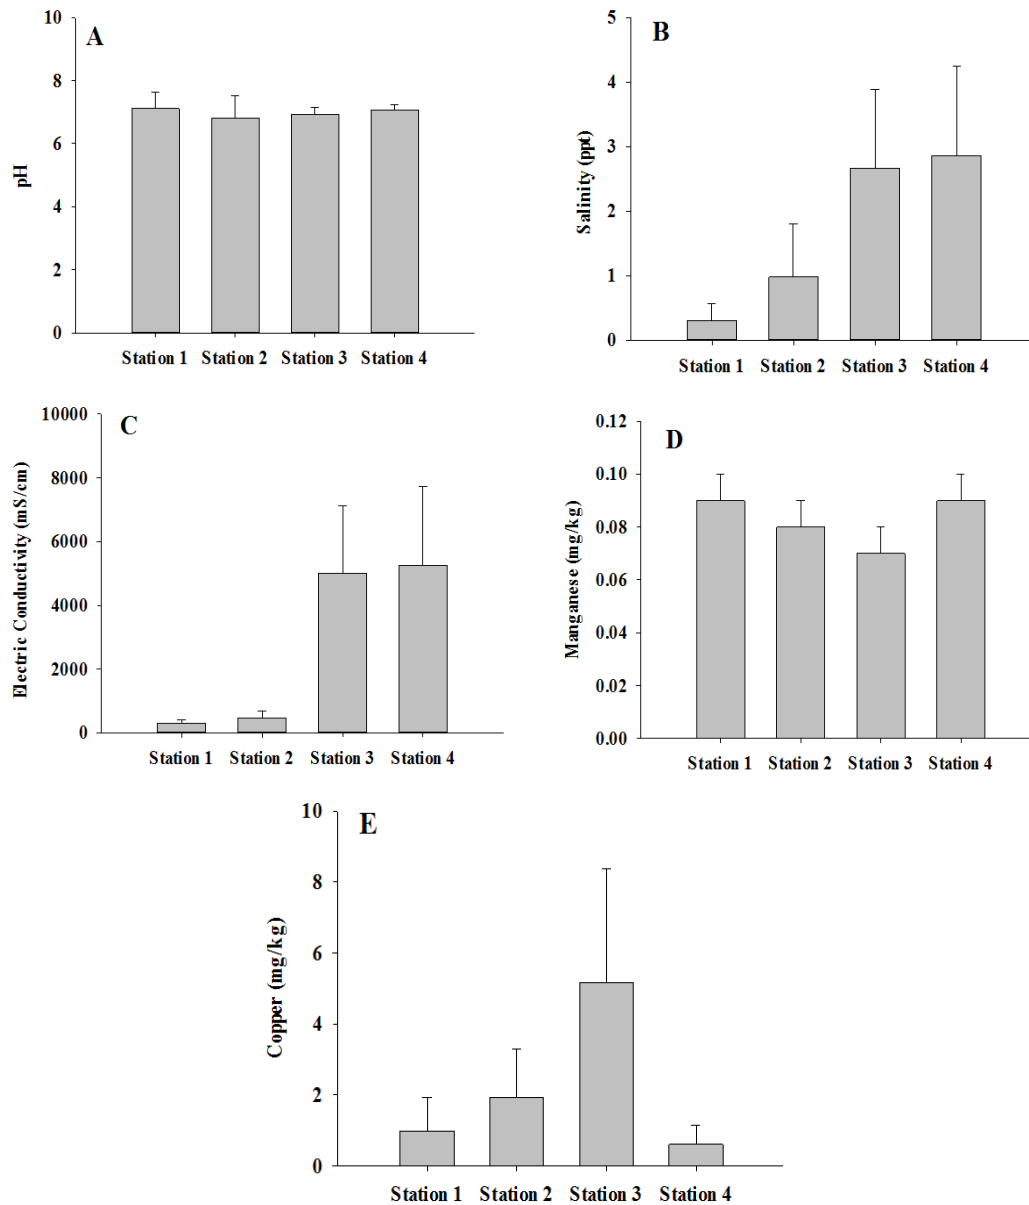 A
pH
10
8
6
4
2
0
Station 1 Station 2 Station 3 Station 4
B
Salinity (ppt)
5
4
3
2
1
0
Station 1 Station 2 Station 3 Station 4
C
Electric Conductivity (mS/cm)
10000
8000
6000
4000
2000
0
Station 1 Station 2 Station 3 Station 4
D
Manganese (mg/kg)
0.12
0.10
0.08
0.06
0.04
0.02
0.00
Station 1 Station 2 Station 3 Station 4
E
Copper (mg/kg)
10
8
6
4
2
0
Station 1 Station 2 Station 3 Station 4